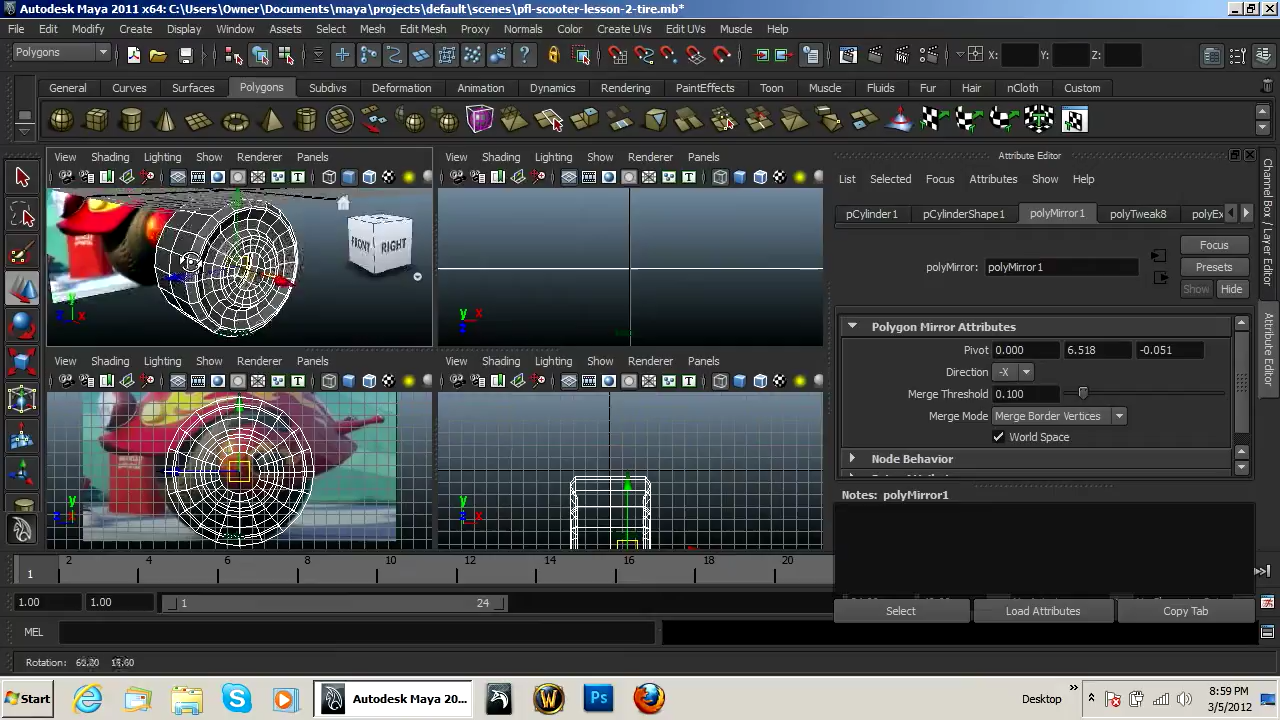 Autodesk Maya 2011 x64: C:\Users\Owner\Documents\maya\projects\default\scenes\pfl-scooter-lesson-2-tire.mb*
File Edit Modify Create Display Window Assets Select Mesh Edit Mesh Proxy Normals Color Create UVs Edit UVs Muscle Help
Polygons X: Y: Z:
General Curves Surfaces Polygons Subdivs Deformation Animation Dynamics Rendering PaintEffects Toon Muscle Fluids Fur Hair nCloth Custom
View Shading Lighting Show Renderer Panels
View Shading Lighting Show Renderer Panels
Attribute Editor
List Selected Focus Attributes Show Help
pCylinder1 pCylinderShape1 polyMirror1 polyTweak8 polyEx
FRONT RIGHT
polyMirror: polyMirror1
Focus
Presets
Show Hide
Polygon Mirror Attributes
Pivot 0.000 6.518 -0.051
Direction -X
Merge Threshold 0.100
Merge Mode Merge Border Vertices
World Space
Node Behavior
Notes: polyMirror1
Select Load Attributes Copy Tab
Channel Box / Layer Editor
Attribute Editor
y x z
y x z
View Shading Lighting Show Renderer Panels
View Shading Lighting Show Renderer Panels
y z x
y z x
1 2 4 6 8 10 12 14 16 18 20
1.00 1.00 1 24
MEL
Rotation:
Start Autodesk Maya 20... Ps Desktop 8:59 PM
3/5/2012